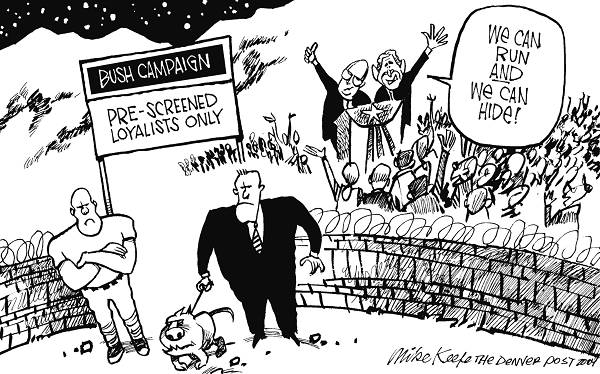 BUSH CAMPAIGN
PRE-SCREENED
LOYALISTS ONLY
WE CAN
RUN
AND
WE CAN
HIDE!
Mike Keefe THE DENVER POST 2004